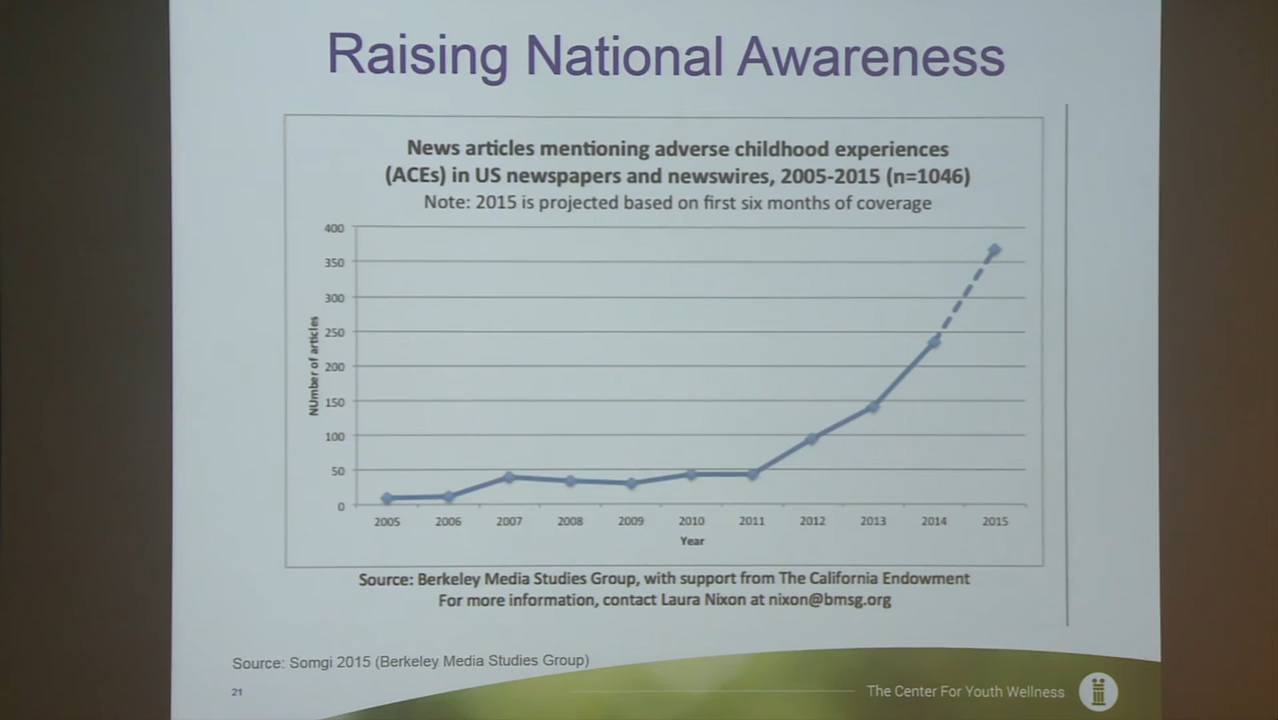 Raising National Awareness
News articles mentioning adverse childhood experiences
(ACEs) in US newspapers and newswires, 2005-2015 (n=1046)
Note: 2015 is projected based on first six months of coverage
NUmber of articles
400
350
300
250
200
150
100
50
0
2005 2006 2007 2008 2009 2010 2011 2012 2013 2014 2015
Year
Source: Berkeley Media Studies Group, with support from The California Endowment
For more information, contact Laura Nixon at nixon@bmsg.org
Source: Somgi 2015 (Berkeley Media Studies Group)
21
The Center For Youth Wellness